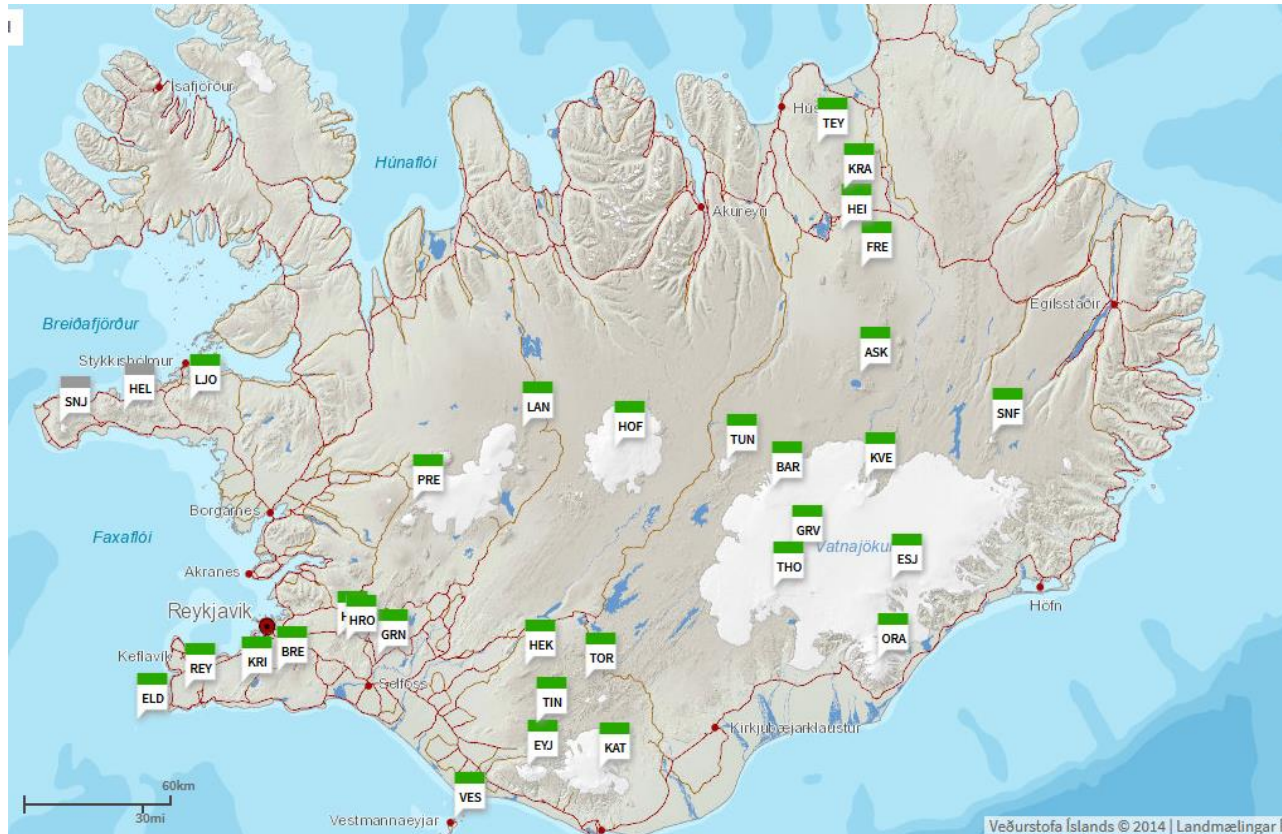 Ísafjörður
Hús
TEY
Húnaflói
KRA
HEI
Akureyri
FRE
Egilsstaðir
Breiðafjörður
ASK
Stykkishólmur
LJO
HEL
SNJ
LAN
HOF
SNF
TUN
KVE
BAR
PRE
Borgarnes
GRV
Faxaflói
Vatnajökul
ESJ
THO
Akranes
Höfn
Reykjavik
H
HRO
GRN
ORA
HEK
BRE
TOR
Keflavík
KRI
REY
Selfoss
ELD
TIN
Kirkjubæjarklaustur
EYJ
KAT
60km
VES
30mi
Vestmannaeyjar
Veðurstofa Íslands © 2014 | Landmælingar